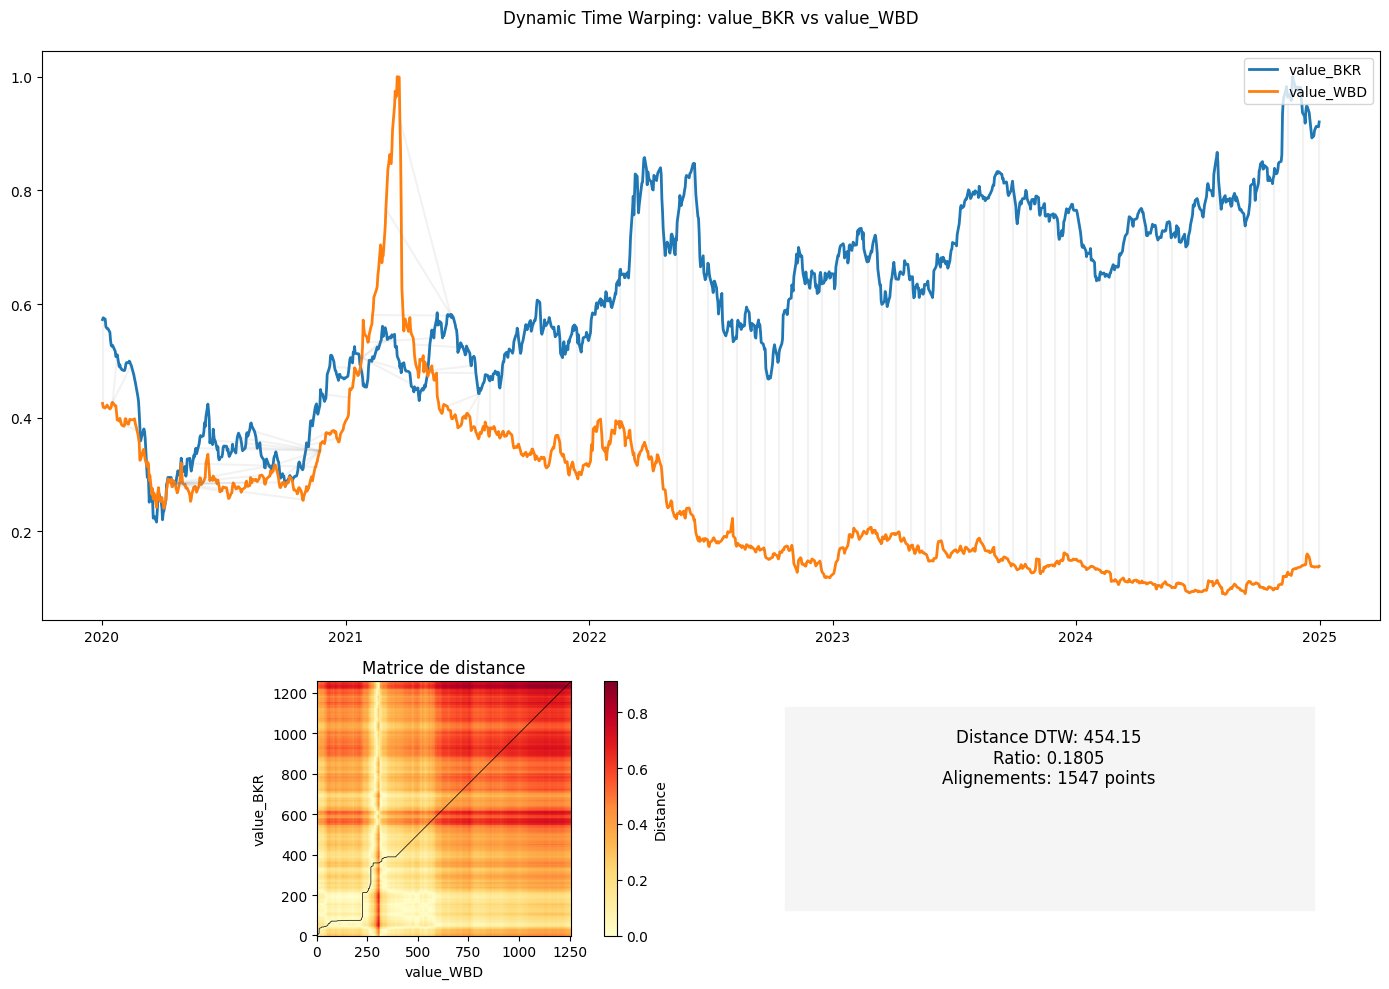 Dynamic Time Warping: value_BKR vs value_WBD
value_BKR
value_WBD
1.0
0.8
0.6
0.4
0.2
2020 2021 2022 2023 2024 2025
Matrice de distance
value_BKR
1200
1000
800
600
400
200
0
0 250 500 750 1000 1250
value_WBD
0.8
0.6
0.4
0.2
0.0
Distance
Distance DTW: 454.15
Ratio: 0.1805
Alignements: 1547 points